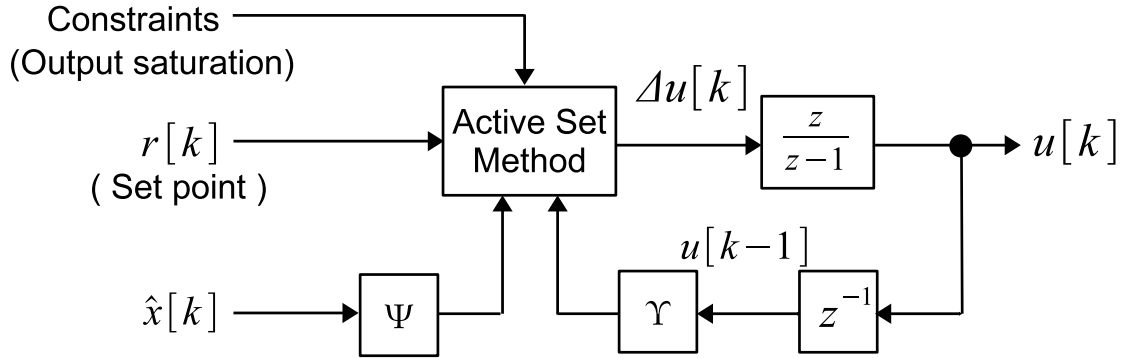 Constraints
(Output saturation)
Δu[k]
Active Set
Method
z
z−1
r[k]
( Set point )
u[k]
u[k−1]
x̂[k]
Ψ
ϒ
z⁻¹